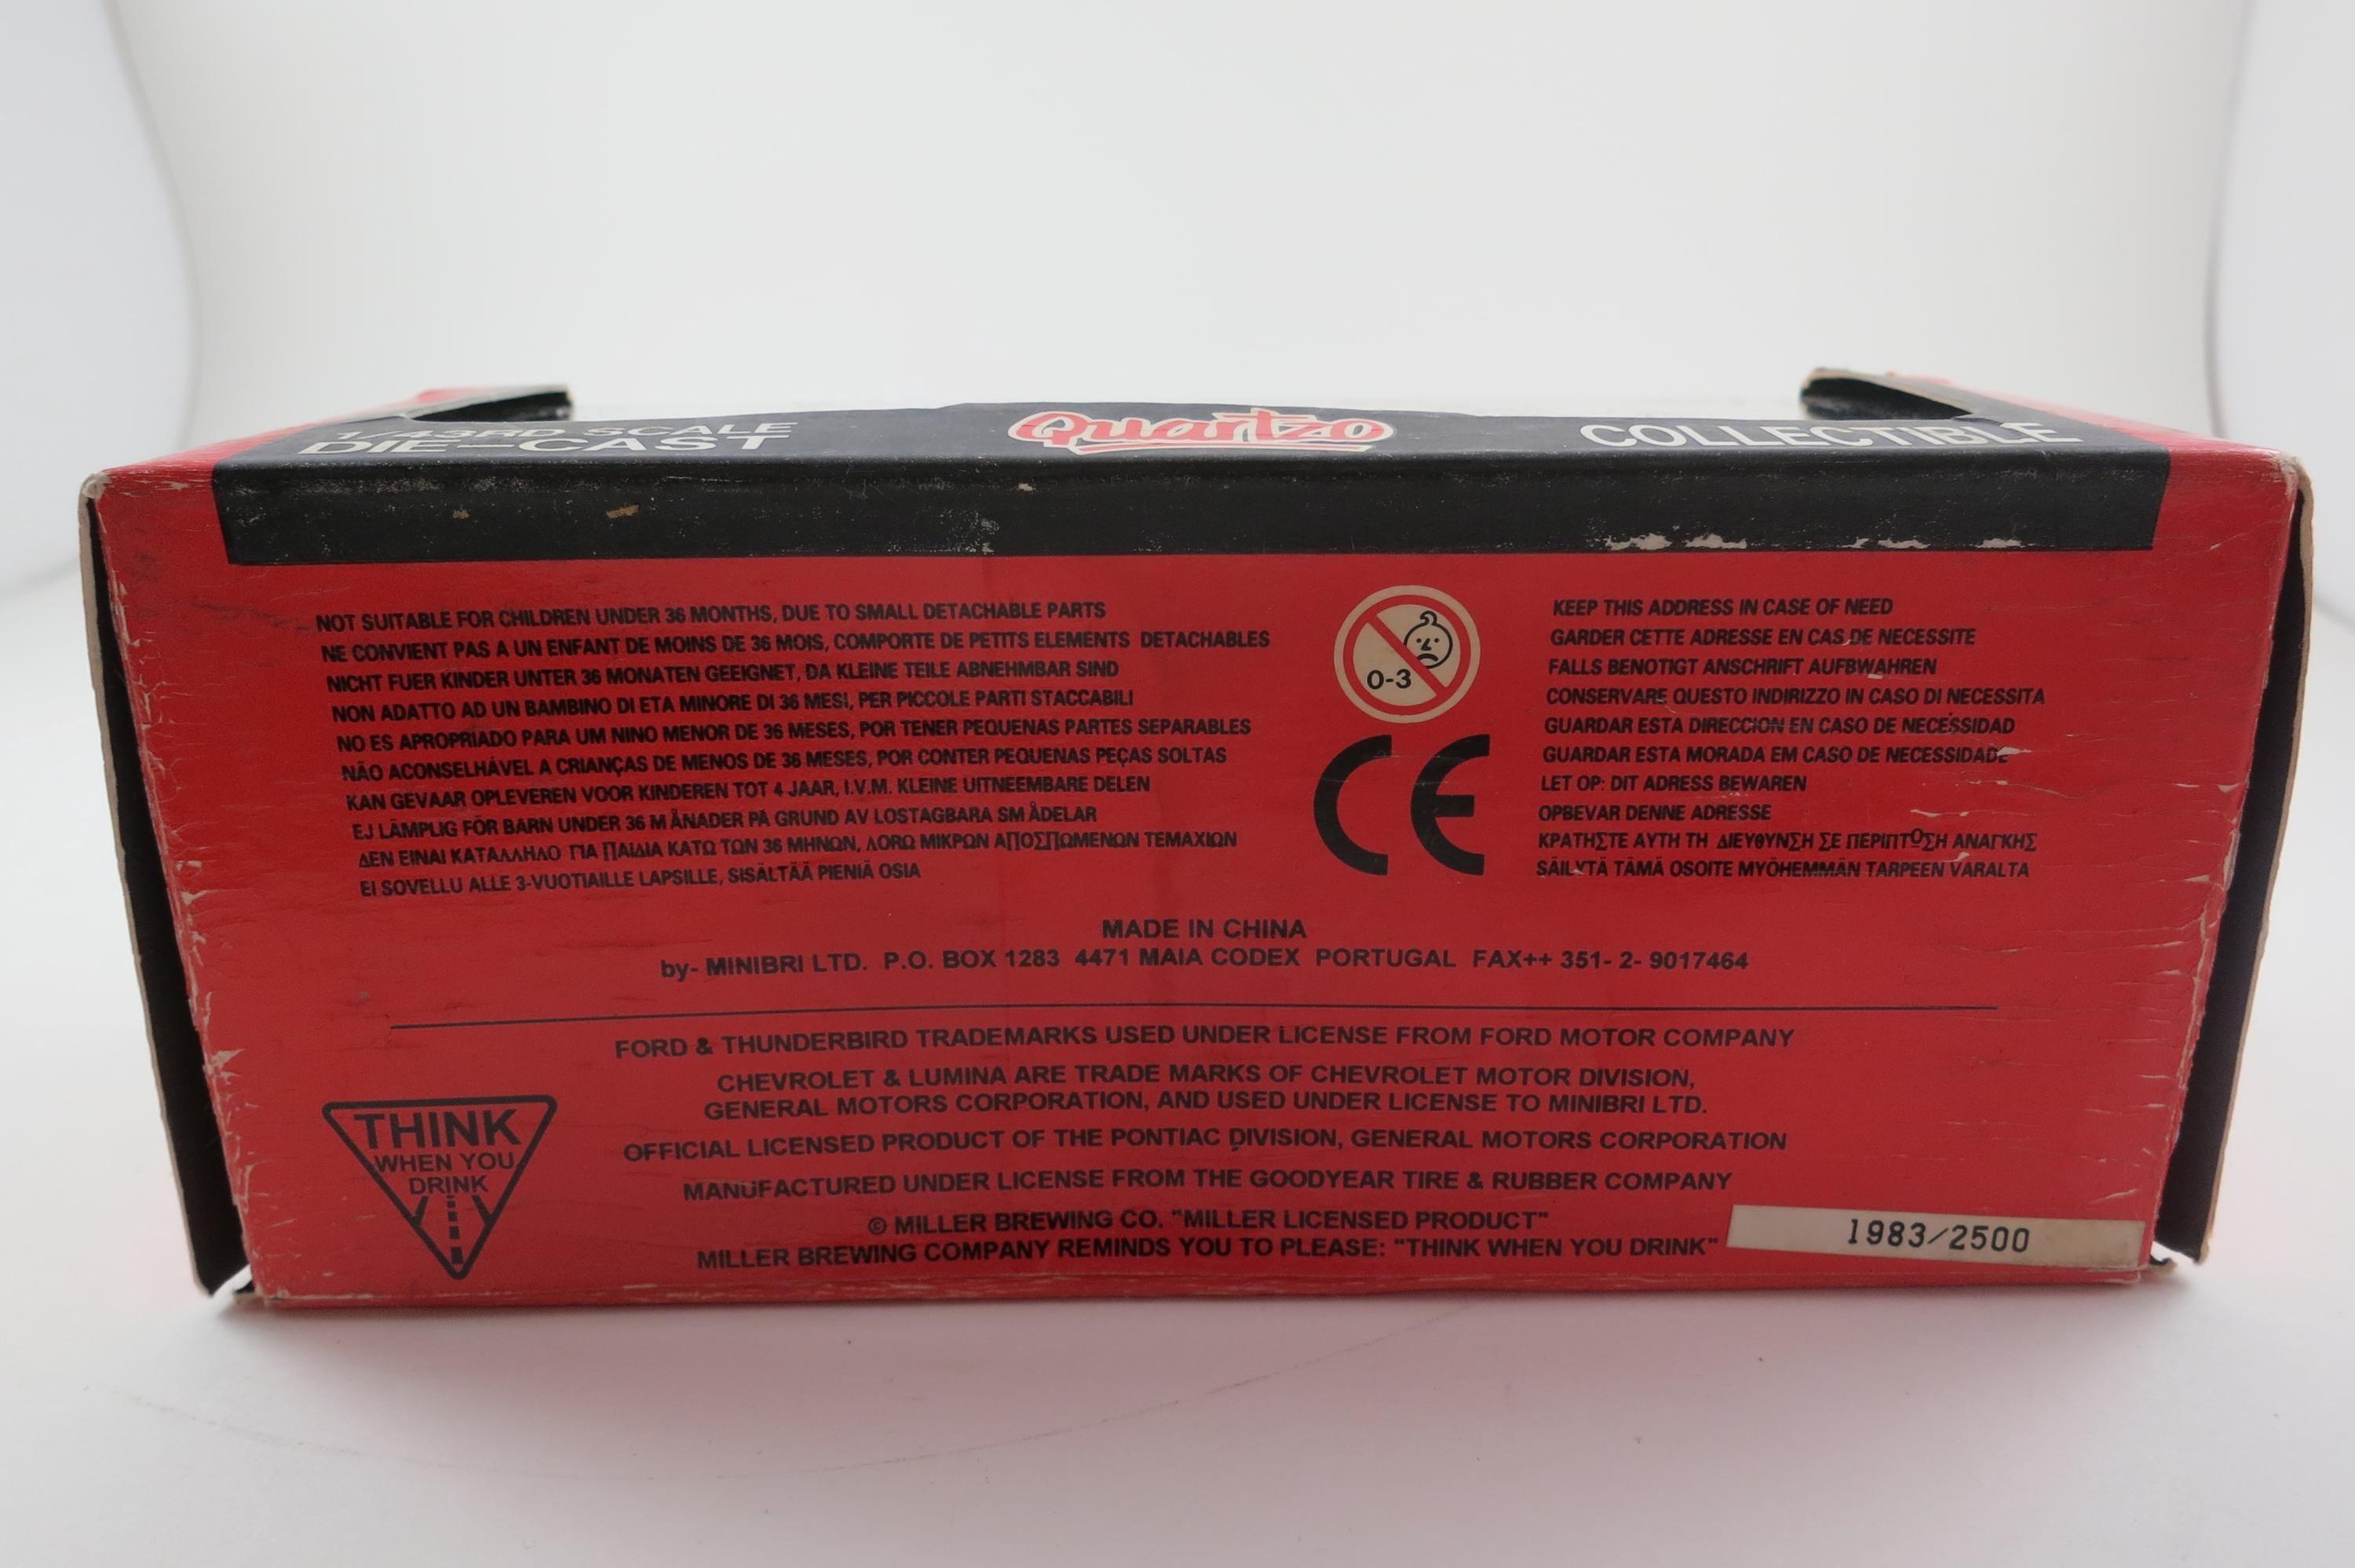 1/43RD SCALE
DIE-CAST
Quartzo
COLLECTIBLE
NOT SUITABLE FOR CHILDREN UNDER 36 MONTHS, DUE TO SMALL DETACHABLE PARTS
NE CONVIENT PAS A UN ENFANT DE MOINS DE 36 MOIS, COMPORTE DE PETITS ELEMENTS DETACHABLES
NICHT FUER KINDER UNTER 36 MONATEN GEEIGNET, DA KLEINE TEILE ABNEHMBAR SIND
NON ADATTO AD UN BAMBINO DI ETA MINORE DI 36 MESI, PER PICCOLE PARTI STACCABILI
NO ES APROPRIADO PARA UM NINO MENOR DE 36 MESES, POR TENER PEQUENAS PARTES SEPARABLES
NÃO ACONSELHÁVEL A CRIANÇAS DE MENOS DE 36 MESES, POR CONTER PEQUENAS PEÇAS SOLTAS
KAN GEVAAR OPLEVEREN VOOR KINDEREN TOT 4 JAAR, I.V.M. KLEINE UITNEEMBARE DELEN
EJ LÄMPLIG FÖR BARN UNDER 36 M ÅNADER PÅ GRUND AV LOSTAGBARA SM ÅDELAR
ΔΕΝ ΕΙΝΑΙ ΚΑΤΑΛΛΗΛΟ ΓΙΑ ΠΑΙΔΙΑ ΚΑΤΩ ΤΩΝ 36 ΜΗΝΩΝ, ΛΟΓΩ ΜΙΚΡΩΝ ΑΠΟΣΠΩΜΕΝΩΝ ΤΕΜΑΧΙΩΝ
EI SOVELLU ALLE 3-VUOTIAILLE LAPSILLE, SISÄLTÄÄ PIENIÄ OSIA
0-3
CE
KEEP THIS ADDRESS IN CASE OF NEED
GARDER CETTE ADRESSE EN CAS DE NECESSITE
FALLS BENOTIGT ANSCHRIFT AUFBWAHREN
CONSERVARE QUESTO INDIRIZZO IN CASO DI NECESSITA
GUARDAR ESTA DIRECCION EN CASO DE NECESSIDAD
GUARDAR ESTA MORADA EM CASO DE NECESSIDADE
LET OP: DIT ADRESS BEWAREN
OPBEVAR DENNE ADRESSE
ΚΡΑΤΗΣΤΕ ΑΥΤΗ ΤΗ ΔΙΕΥΘΥΝΣΗ ΣΕ ΠΕΡΙΠΤΟΣΗ ΑΝΑΓΚΗΣ
SÄILYTÄ TÄMÄ OSOITE MYÖHEMMÄN TARPEEN VARALTA
MADE IN CHINA
by- MINIBRI LTD. P.O. BOX 1283 4471 MAIA CODEX PORTUGAL FAX++ 351- 2- 9017464
FORD & THUNDERBIRD TRADEMARKS USED UNDER LICENSE FROM FORD MOTOR COMPANY
CHEVROLET & LUMINA ARE TRADE MARKS OF CHEVROLET MOTOR DIVISION,
GENERAL MOTORS CORPORATION, AND USED UNDER LICENSE TO MINIBRI LTD.
OFFICIAL LICENSED PRODUCT OF THE PONTIAC DIVISION, GENERAL MOTORS CORPORATION
MANUFACTURED UNDER LICENSE FROM THE GOODYEAR TIRE & RUBBER COMPANY
© MILLER BREWING CO. "MILLER LICENSED PRODUCT"
MILLER BREWING COMPANY REMINDS YOU TO PLEASE: "THINK WHEN YOU DRINK"
THINK
WHEN YOU
DRINK
1983/2500